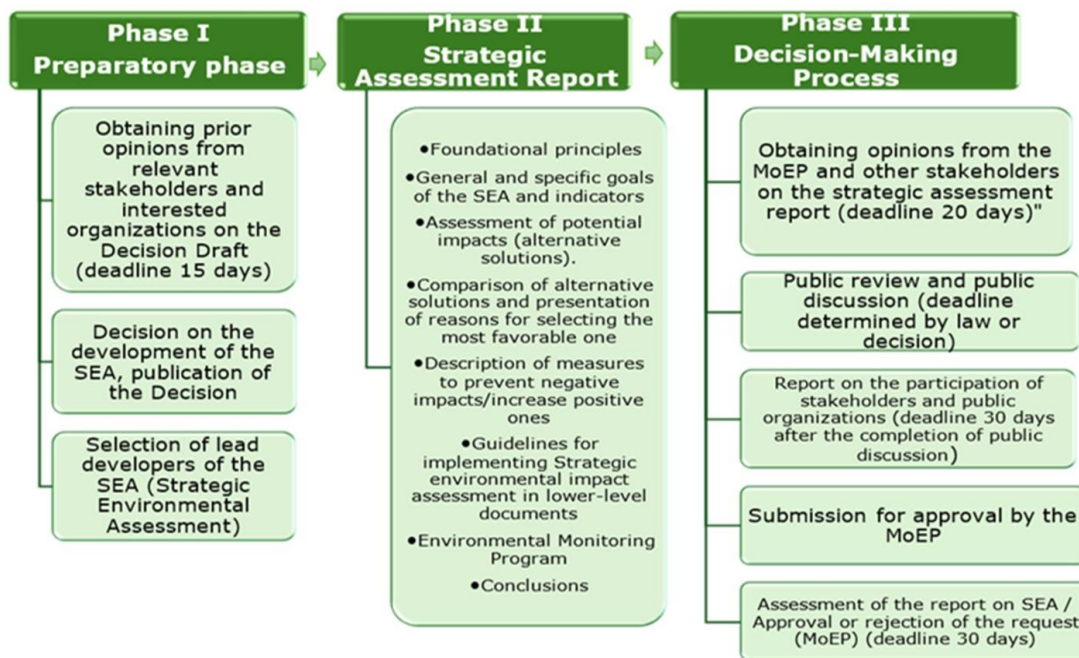 Phase I
Preparatory phase
Obtaining prior
opinions from
relevant
stakeholders and
interested
organizations on the
Decision Draft
(deadline 15 days)
Decision on the
development of the
SEA, publication of
the Decision
Selection of lead
developers of the
SEA (Strategic
Environmental
Assessment)
Phase II
Strategic
Assessment Report
•Foundational principles
•General and specific goals
of the SEA and indicators
•Assessment of potential
impacts (alternative
solutions).
•Comparison of alternative
solutions and presentation
of reasons for selecting the
most favorable one
•Description of measures
to prevent negative
impacts/increase positive
ones
•Guidelines for
implementing Strategic
environmental impact
assessment in lower-level
documents
•Environmental Monitoring
Program
•Conclusions
Phase III
Decision-Making
Process
Obtaining opinions from the
MoEP and other stakeholders
on the strategic assessment
report (deadline 20 days)"
Public review and public
discussion (deadline
determined by law or
decision)
Report on the participation of
stakeholders and public
organizations (deadline 30 days
after the completion of public
discussion)
Submission for approval by the
MoEP
Assessment of the report on SEA /
Approval or rejection of the request
(MoEP) (deadline 30 days)